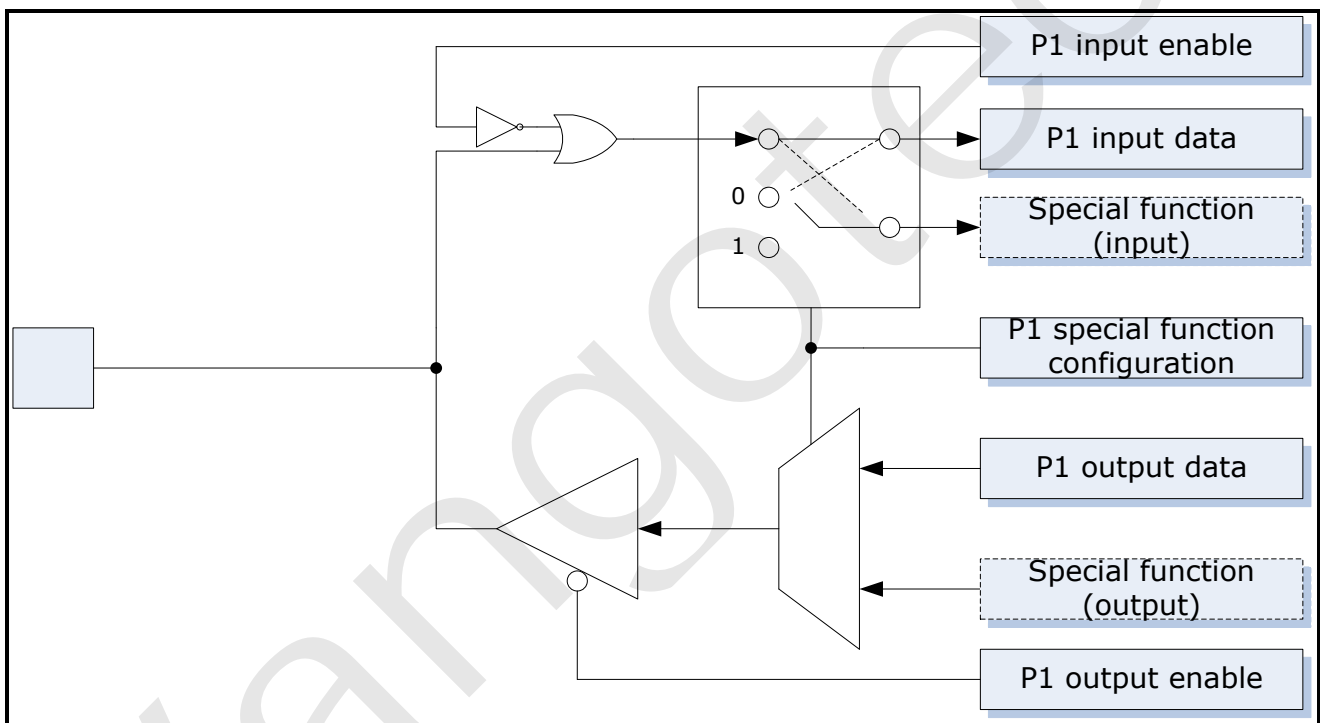 P1 input enable
P1 input data
0
Special function
(input)
1
P1 special function
configuration
P1 output data
Special function
(output)
P1 output enable